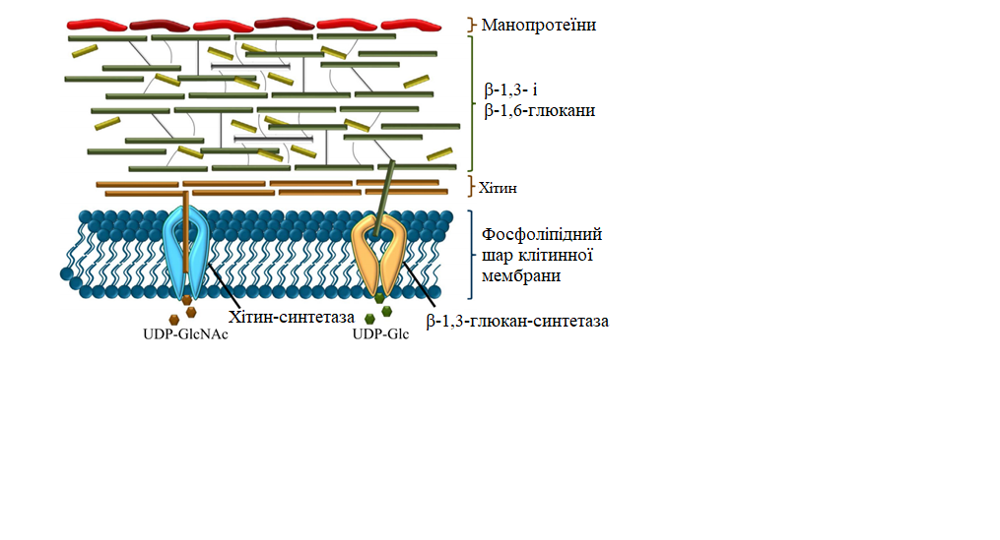 Манопротеїни
β-1,3- і
β-1,6-глюкани
Хітин
Фосфоліпідний
шар клітинної
мембрани
Хітин-синтетаза
β-1,3-глюкан-синтетаза
UDP-GlcNAc
UDP-Glc